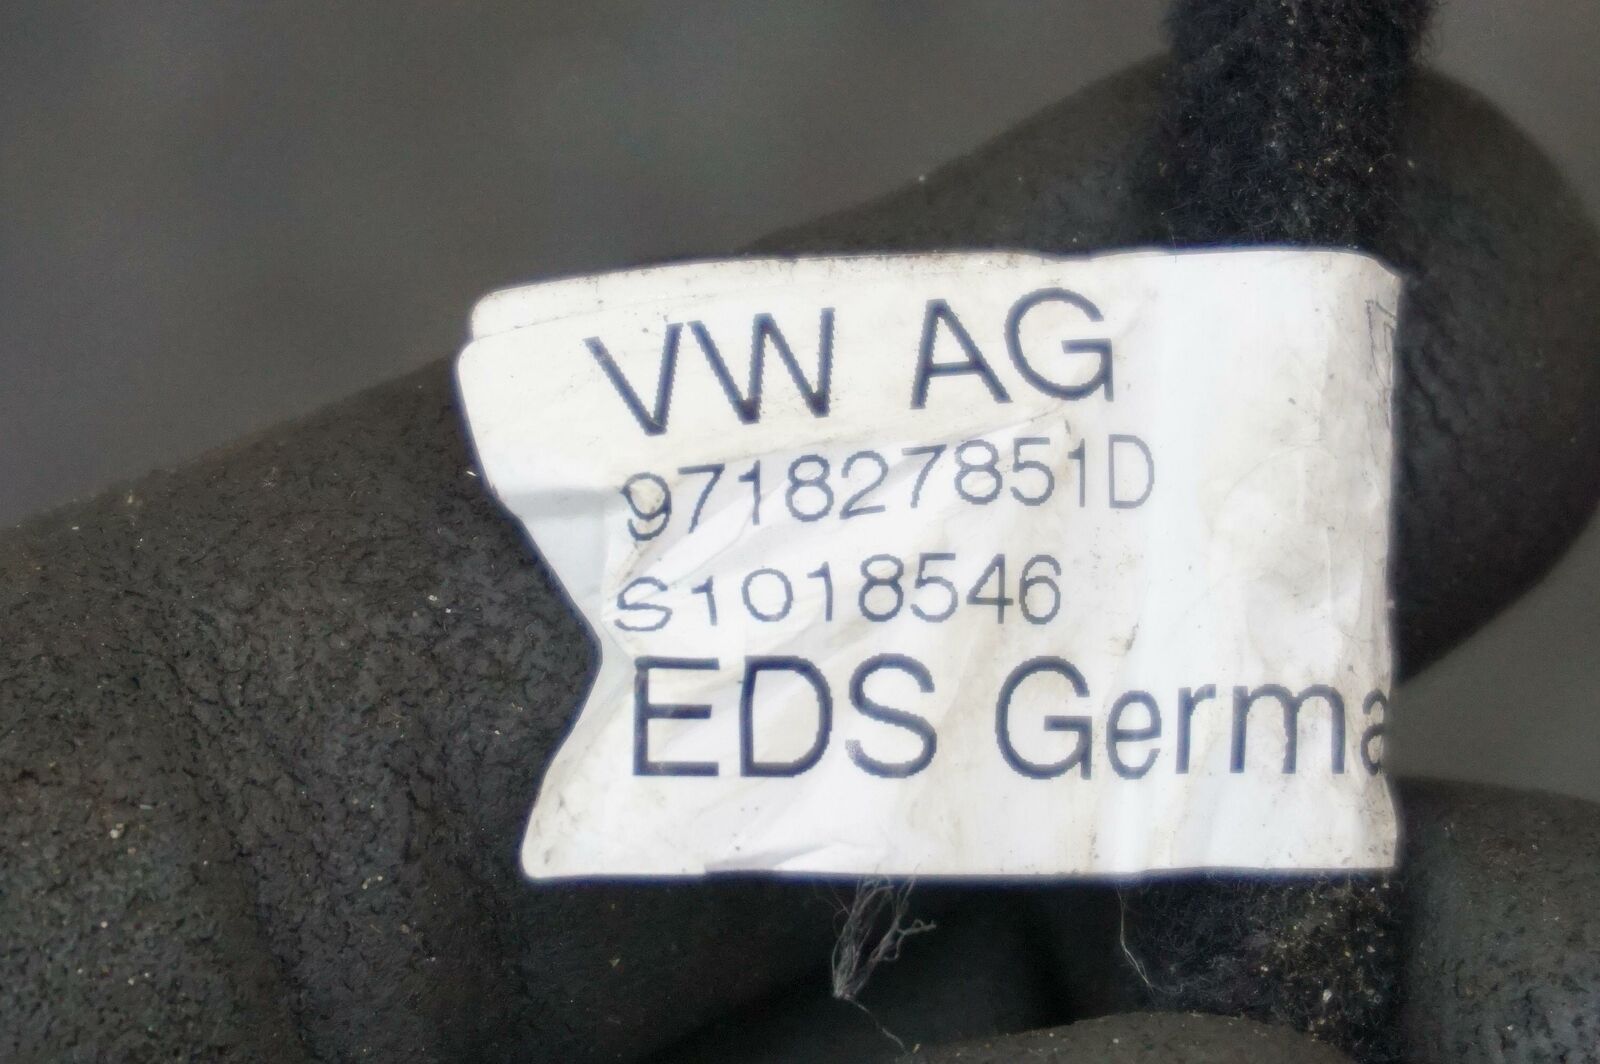 VW AG
971827851D
S1018546
EDS Germa